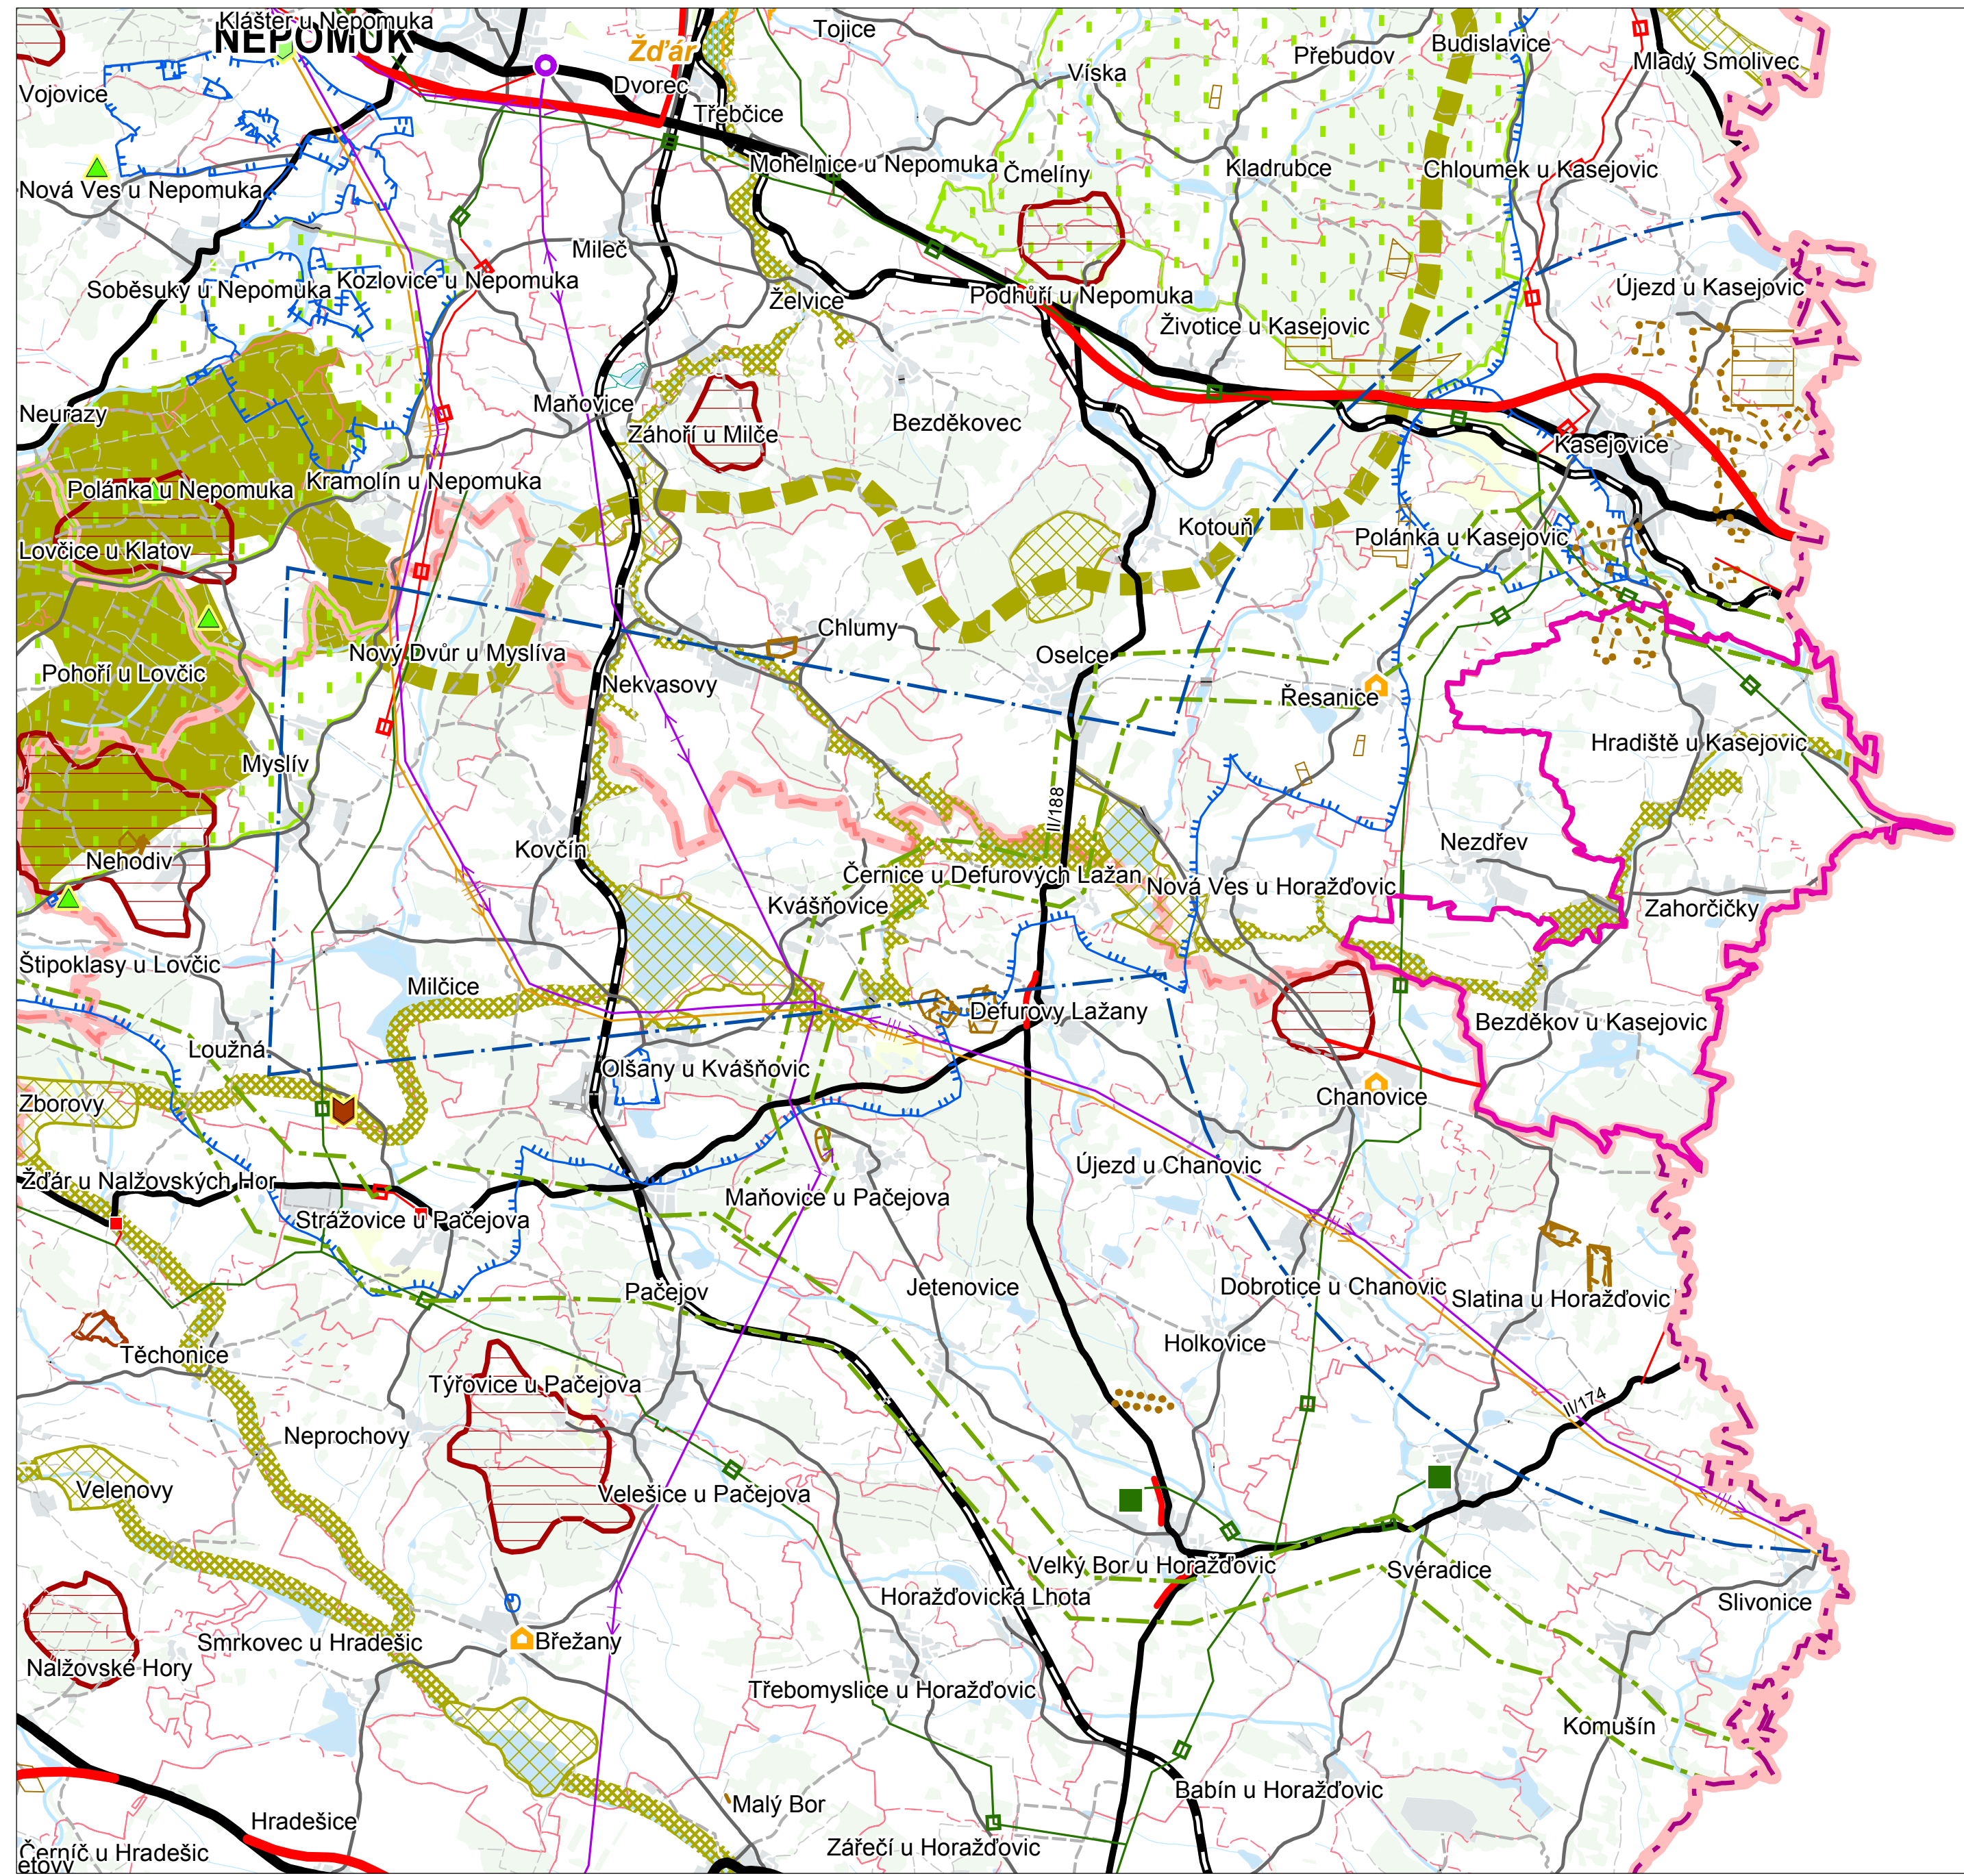 Klášter u Nepomuka
NEPOMUK
Žďár
Tojice
Přebudov
Budislavice
Mladý Smolivec
Víska
Dvorec
Vojovice
Třebčice
Mohelnice u Nepomuka
Čmelíny
Kladrubce
Chloumek u Kasejovic
Nová Ves u Nepomuka
Mileč
Soběsuky u Nepomuka
Kozlovice u Nepomuka
Želvice
Podhůří u Nepomuka
Újezd u Kasejovic
Životice u Kasejovic
Neurazy
Maňovice
Záhoří u Milče
Bezděkovec
Kasejovice
Polánka u Nepomuka
Kramolín u Nepomuka
Kotouň
Polánka u Kasejovic
Lovčice u Klatov
Chlumy
Nový Dvůr u Myslíva
Oselce
Pohoří u Lovčic
Nekvasovy
Řesanice
Hradiště u Kasejovic
Myslív
II/188
Nezdřev
Kovčín
Nehodiv
Černice u Defurových Lažan
Nová Ves u Horažďovic
Kvášňovice
Zahorčičky
Štipoklasy u Lovčic
Milčice
Defurovy Lažany
Bezděkov u Kasejovic
Loužná
Olšany u Kvášňovic
Zborovy
Chanovice
Újezd u Chanovic
Žďár u Nalžovských Hor
Maňovice u Pačejova
Strážovice u Pačejova
Pačejov
Jetenovice
Dobrotice u Chanovic
Slatina u Horažďovic
Holkovice
Těchonice
Týřovice u Pačejova
II/174
Neprochovy
Velenovy
Velešice u Pačejova
Velký Bor u Horažďovic
Svéradice
Horažďovická Lhota
Slivonice
Smrkovec u Hradešic
Břežany
Nalžovské Hory
Třebomyslice u Horažďovic
Komušín
Babín u Horažďovic
Malý Bor
Hradešice
Zářečí u Horažďovic
Černíč u Hradešic
etovy